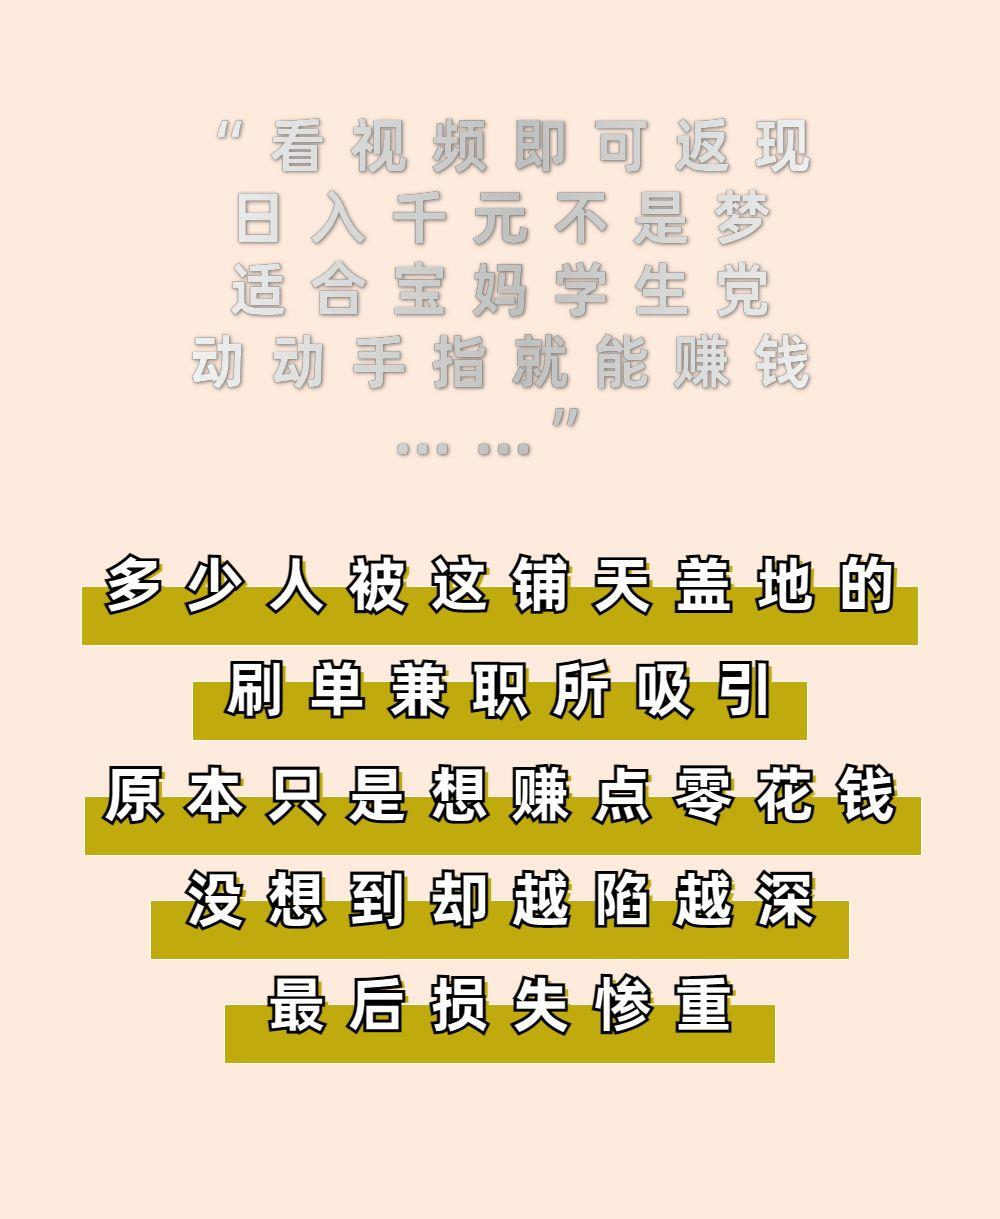 “看视频即可返现
日入千元不是梦
适合宝妈学生党
动动手指就能赚钱
……”
多少人被这铺天盖地的
刷单兼职所吸引
原本只是想赚点零花钱
没想到却越陷越深
最后损失惨重